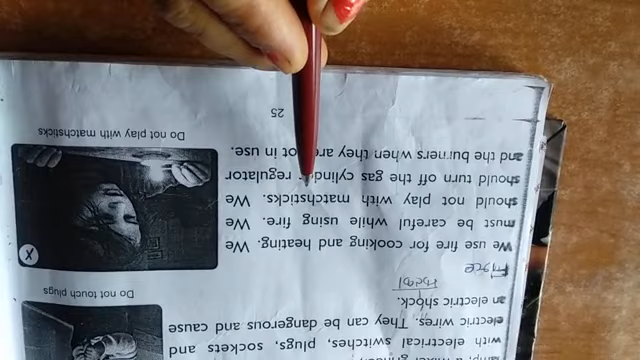 with electrical switches, plugs, sockets and
electric wires. They can be dangerous and cause
an electric shock.
Do not touch plugs
Fire
We use fire for cooking and heating. We
must be careful while using fire. We
should not play with matchsticks. We
should turn off the gas cylinder regulator
and the burners when they are not in use.
X
Do not play with matchsticks
25